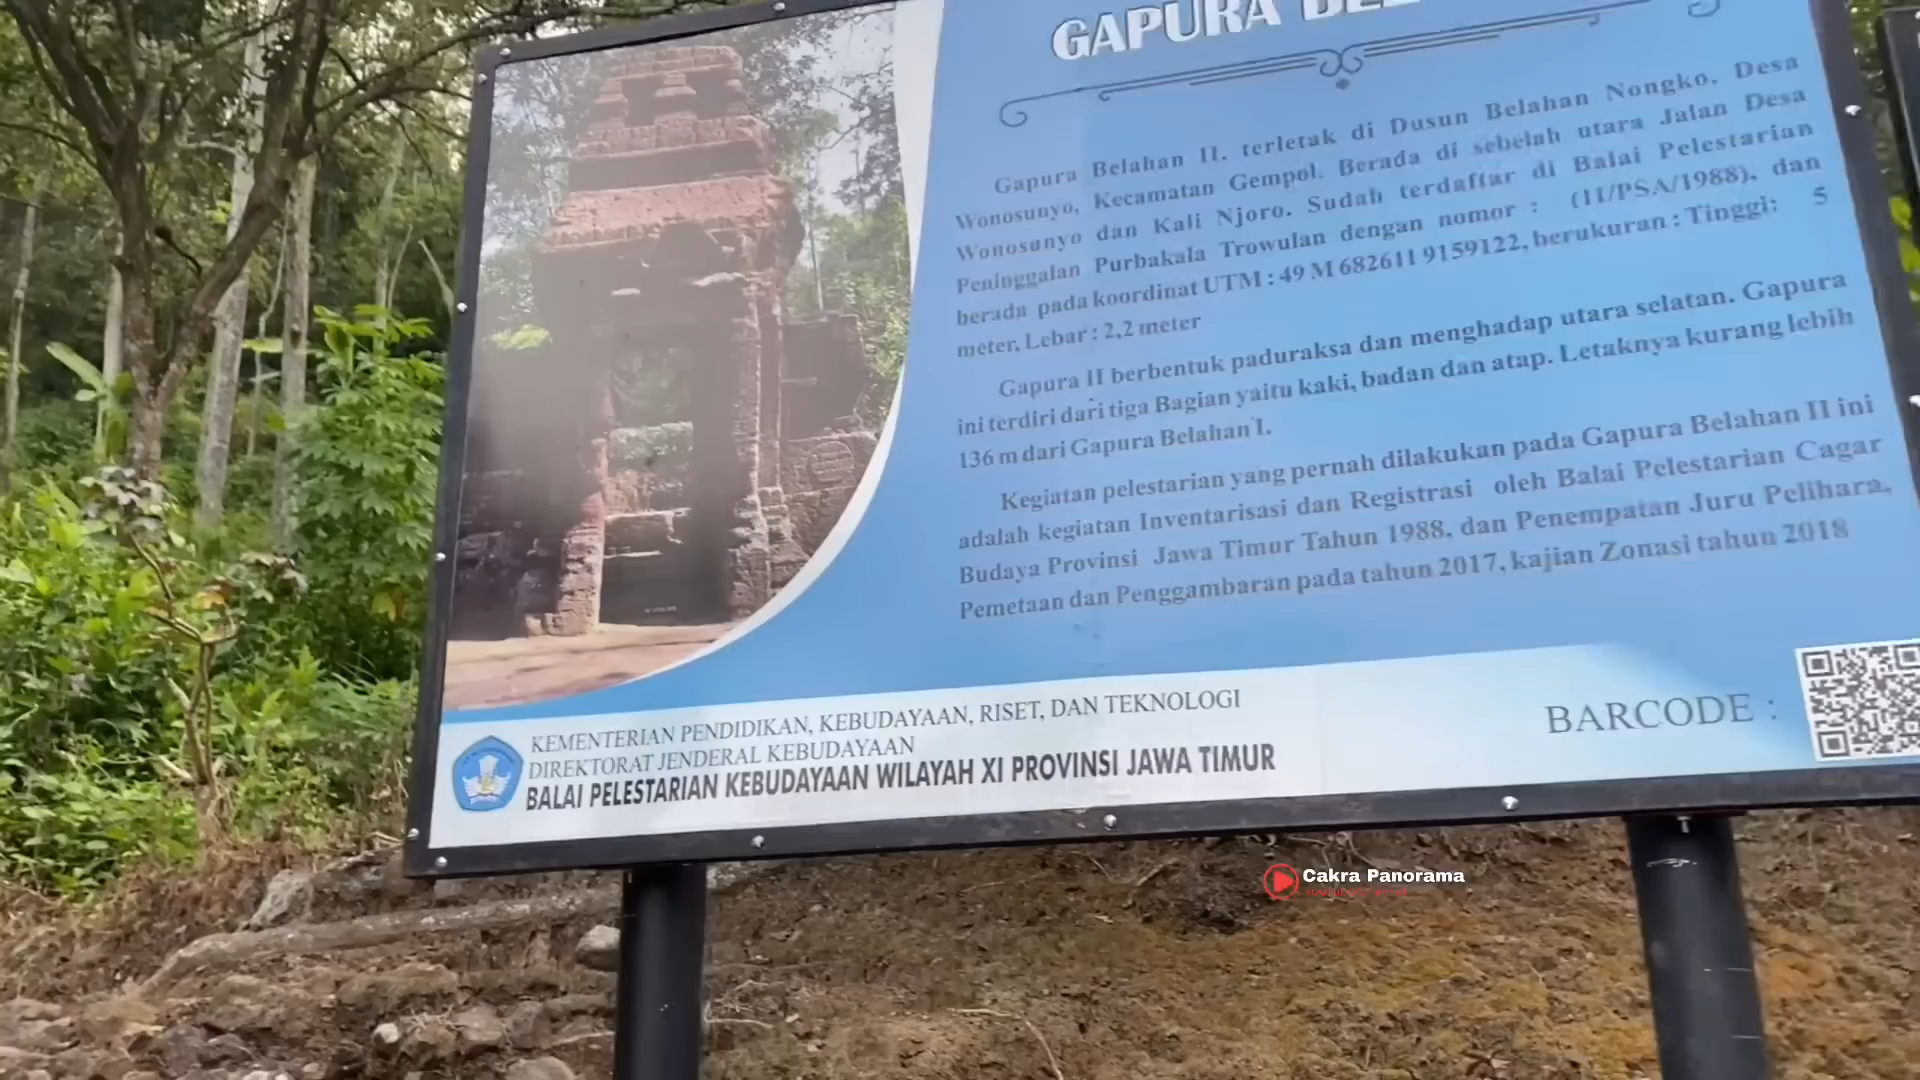 GAPURA
Gapura Belahan II. terletak di Dusun Belahan Nongko, Desa
Wonosunyo, Kecamatan Gempol. Berada di sebelah utara Jalan Desa
Wonosunyo dan Kali Njoro. Sudah terdaftar di Balai Pelestarian
Peninggalan Purbakala Trowulan dengan nomor : (11/PSA/1988), dan
berada pada koordinat UTM : 49 M 682611 9159122, berukuran : Tinggi: 5
meter, Lebar : 2,2 meter
Gapura II berbentuk paduraksa dan menghadap utara selatan. Gapura
ini terdiri dari tiga Bagian yaitu kaki, badan dan atap. Letaknya kurang lebih
136 m dari Gapura Belahan I.
Kegiatan pelestarian yang pernah dilakukan pada Gapura Belahan II ini
adalah kegiatan Inventarisasi dan Registrasi oleh Balai Pelestarian Cagar
Budaya Provinsi Jawa Timur Tahun 1988, dan Penempatan Juru Pelihara,
Pemetaan dan Penggambaran pada tahun 2017, kajian Zonasi tahun 2018
KEMENTERIAN PENDIDIKAN, KEBUDAYAAN, RISET, DAN TEKNOLOGI
DIREKTORAT JENDERAL KEBUDAYAAN
BALAI PELESTARIAN KEBUDAYAAN WILAYAH XI PROVINSI JAWA TIMUR
BARCODE :
Cakra Panorama